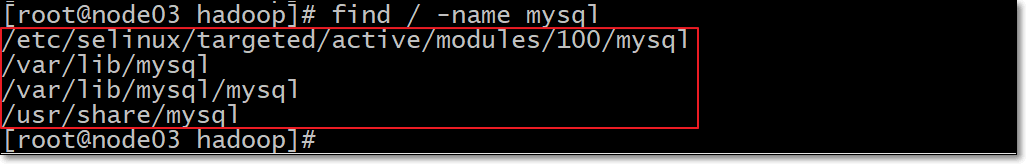 [root@node03 hadoop]# find / -name mysql
/etc/selinux/targeted/active/modules/100/mysql
/var/lib/mysql
/var/lib/mysql/mysql
/usr/share/mysql
[root@node03 hadoop]#